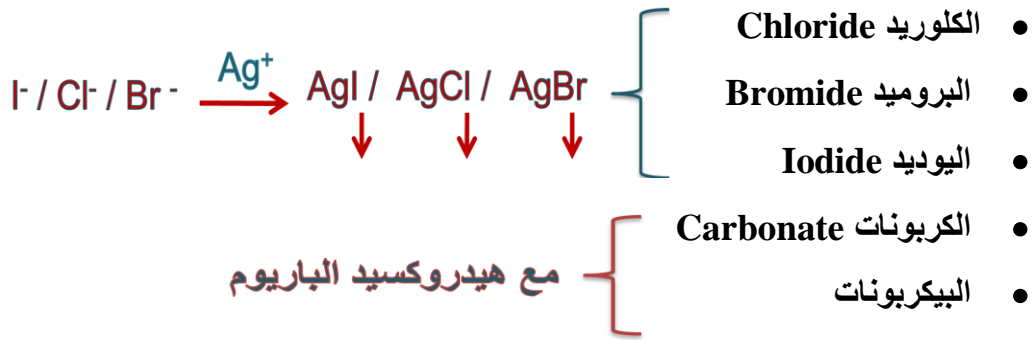 الكلوريد Chloride
البروميد Bromide
اليوديد Iodide
الكربونات Carbonate
البيكربونات
I- / Cl- / Br - Ag+ AgI / AgCl / AgBr
مع هيدروكسيد الباريوم